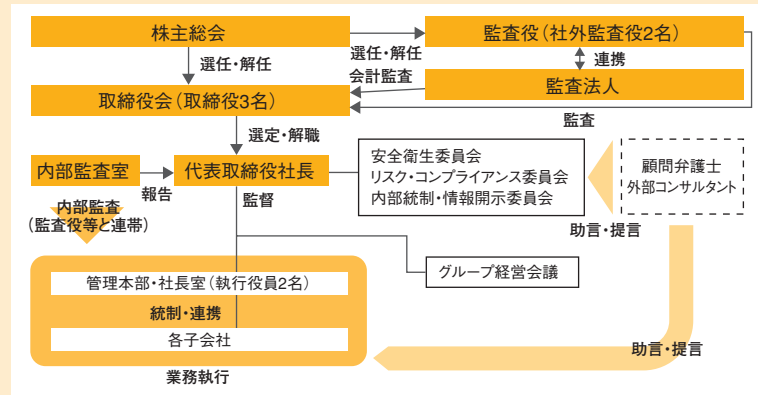 株主総会
監査役（社外監査役2名）
選任・解任
選任・解任
連携
会計監査
監査法人
取締役会（取締役3名）
監査
選定・解職
内部監査室
代表取締役社長
報告
監督
安全衛生委員会
リスク・コンプライアンス委員会
内部統制・情報開示委員会
顧問弁護士
外部コンサルタント
内部監査
（監査役等と連帯）
助言・提言
グループ経営会議
管理本部・社長室（執行役員2名）
統制・連携
各子会社
助言・提言
業務執行